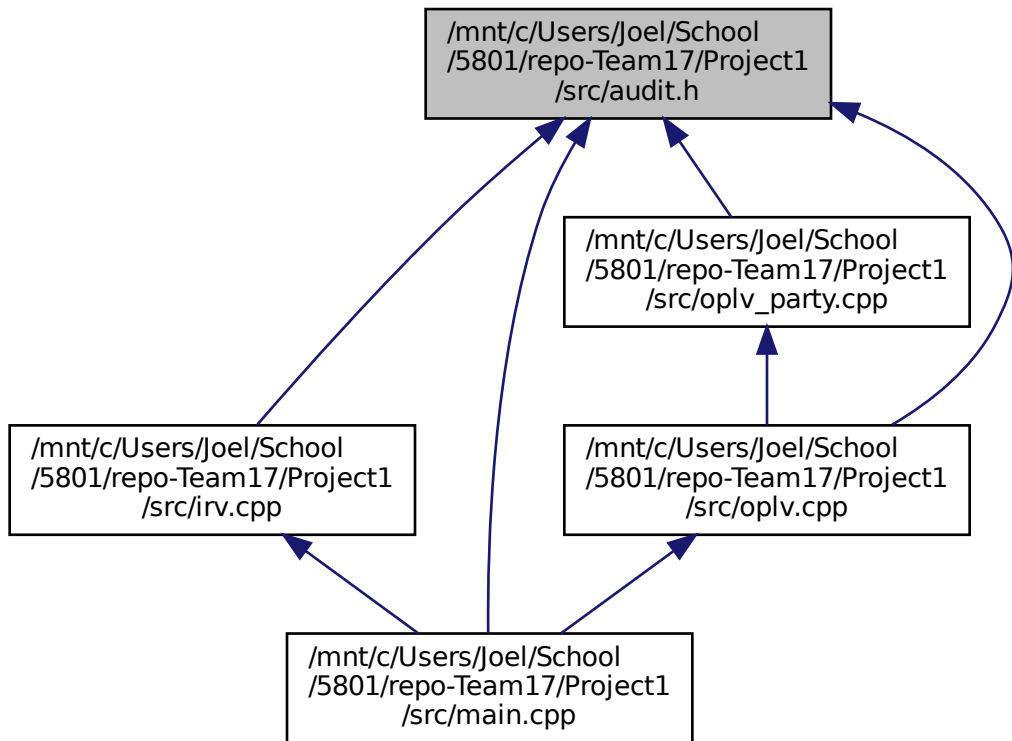 /mnt/c/Users/Joel/School
/5801/repo-Team17/Project1
/src/audit.h
/mnt/c/Users/Joel/School
/5801/repo-Team17/Project1
/src/oplv_party.cpp
/mnt/c/Users/Joel/School
/5801/repo-Team17/Project1
/src/irv.cpp
/mnt/c/Users/Joel/School
/5801/repo-Team17/Project1
/src/oplv.cpp
/mnt/c/Users/Joel/School
/5801/repo-Team17/Project1
/src/main.cpp